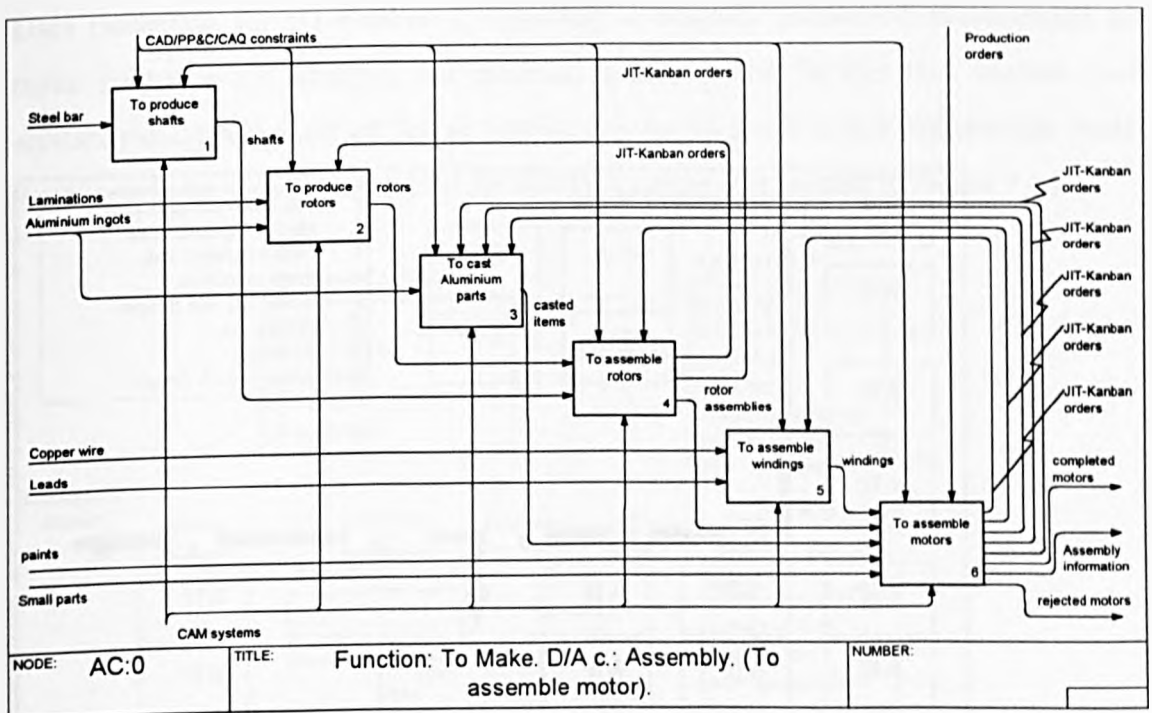 CAD/PP&C/CAQ constraints
Production
orders
JIT-Kanban orders
Steel bar
To produce
shafts
1
shafts
JIT-Kanban orders
JIT-Kanban
orders
Laminations
Aluminium ingots
To produce
rotors
2
rotors
JIT-Kanban
orders
To cast
Aluminium
parts
3
casted
items
JIT-Kanban
orders
JIT-Kanban
orders
To assemble
rotors
4
rotor
assemblies
JIT-Kanban
orders
Copper wire
Leads
To assemble
windings
5
windings
completed
motors
To assemble
motors
6
paints
Small parts
Assembly
information
rejected motors
CAM systems
NODE:
AC:0
TITLE:
Function: To Make. D/A c.: Assembly. (To
assemble motor).
NUMBER: